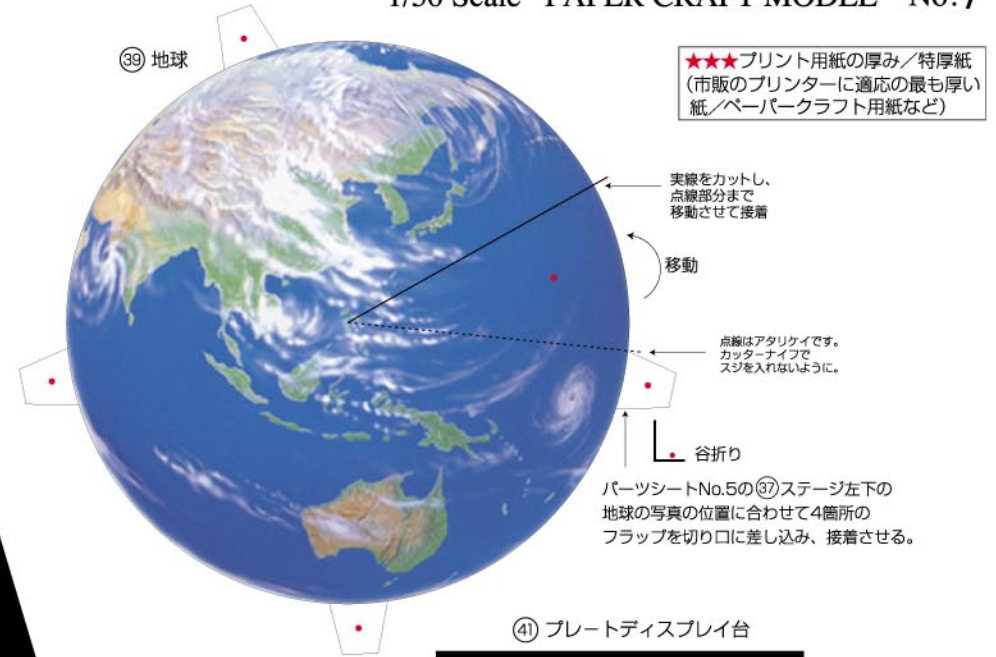 1/50 Scale "PAPER CRAFT MODEL" No.7
㊴ 地球
★★★プリント用紙の厚み／特厚紙
(市販のプリンターに適応の最も厚い
紙／ペーパークラフト用紙など)
実線をカットし、
点線部分まで
移動させて接着
移動
点線はアタリケイです。
カッターナイフで
スジを入れないように。
谷折り
パーツシートNo.5の㊲ステージ左下の
地球の写真の位置に合わせて4箇所の
フラップを切り口に差し込み、接着させる。
㊶ プレートディスプレイ台